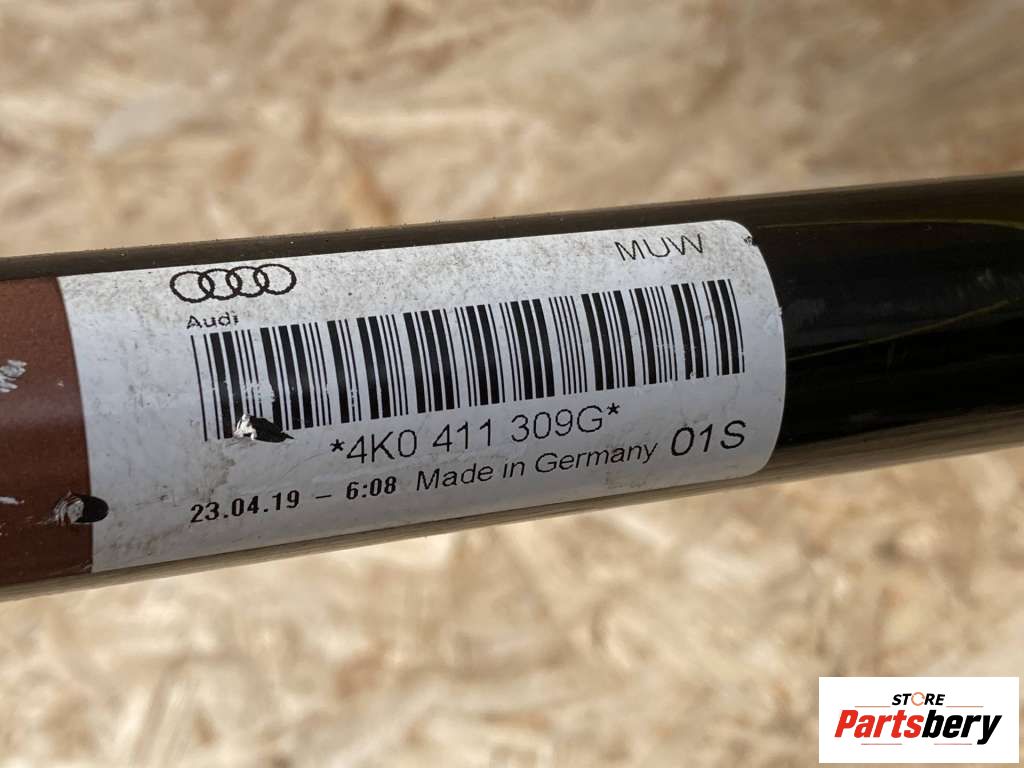 MUW
Audi
*4K0 411 309G*
23.04.19 – 6:08 Made in Germany 01S
STORE
Partsbery